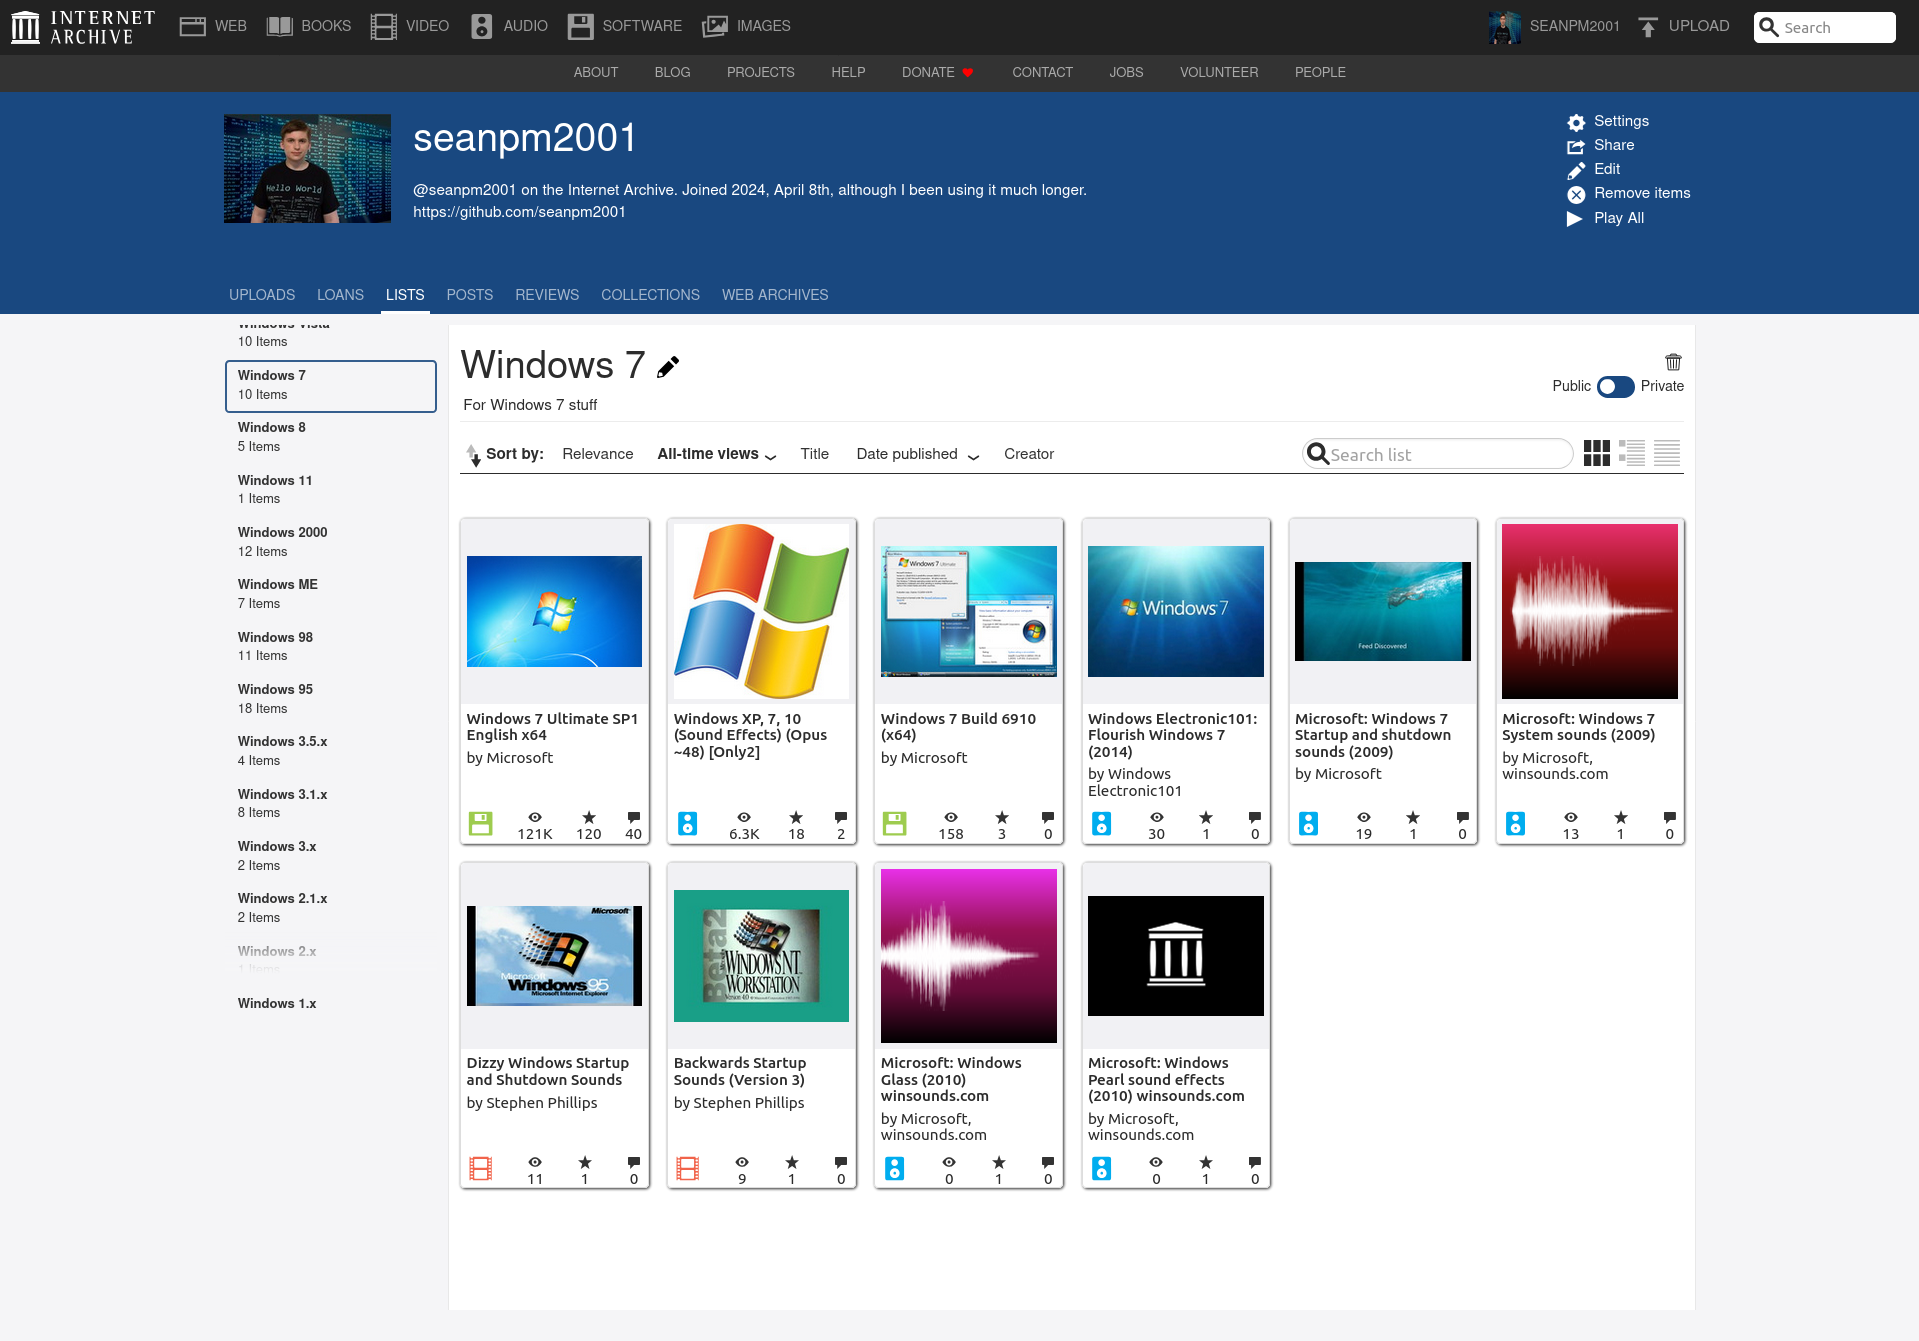 INTERNET ARCHIVE
WEB BOOKS VIDEO AUDIO SOFTWARE IMAGES
SEANPM2001 UPLOAD Search
ABOUT BLOG PROJECTS HELP DONATE CONTACT JOBS VOLUNTEER PEOPLE
Hello World
seanpm2001
@seanpm2001 on the Internet Archive. Joined 2024, April 8th, although I been using it much longer.
https://github.com/seanpm2001
Settings
Share
Edit
Remove items
Play All
UPLOADS LOANS LISTS POSTS REVIEWS COLLECTIONS WEB ARCHIVES
Windows Vista
10 Items
Windows 7
10 Items
Windows 8
5 Items
Windows 11
1 Items
Windows 2000
12 Items
Windows ME
7 Items
Windows 98
11 Items
Windows 95
18 Items
Windows 3.5.x
4 Items
Windows 3.1.x
8 Items
Windows 3.x
2 Items
Windows 2.1.x
2 Items
Windows 2.x
1 Items
Windows 1.x
Windows 7
For Windows 7 stuff
Public Private
Sort by: Relevance All-time views Title Date published Creator
Search list
Windows 7 Ultimate SP1
English x64
by Microsoft
121K 120 40
Windows XP, 7, 10
(Sound Effects) (Opus
~48) [Only2]
6.3K 18 2
Windows 7 Ultimate
Windows 7 Build 6910
(x64)
by Microsoft
158 3 0
Windows 7
Windows Electronic101:
Flourish Windows 7
(2014)
by Windows
Electronic101
30 1 0
Feed Discovered
Microsoft: Windows 7
Startup and shutdown
sounds (2009)
by Microsoft
19 1 0
Microsoft: Windows 7
System sounds (2009)
by Microsoft,
winsounds.com
13 1 0
Microsoft
Microsoft
Windows 95
Microsoft Internet Explorer
Dizzy Windows Startup
and Shutdown Sounds
by Stephen Phillips
11 1 0
Beta2
WINDOWS NT
WORKSTATION
Version 4.0
Backwards Startup
Sounds (Version 3)
by Stephen Phillips
9 1 0
Microsoft: Windows
Glass (2010)
winsounds.com
by Microsoft,
winsounds.com
0 1 0
Microsoft: Windows
Pearl sound effects
(2010) winsounds.com
by Microsoft,
winsounds.com
0 1 0